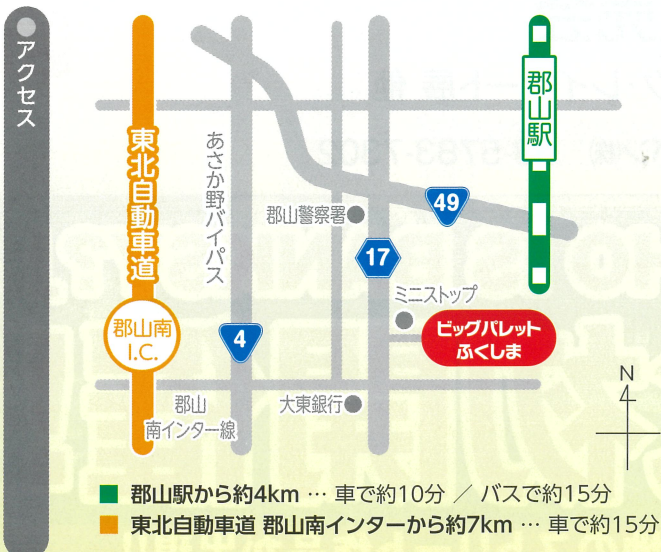 アクセス
東北自動車道
あさか野バイパス
郡山駅
郡山警察署
49
17
ミニストップ
ビッグパレット
ふくしま
郡山南
I.C.
4
郡山
南インター線
大東銀行
N
郡山駅から約4km … 車で約10分 ／ バスで約15分
東北自動車道 郡山南インターから約7km … 車で約15分